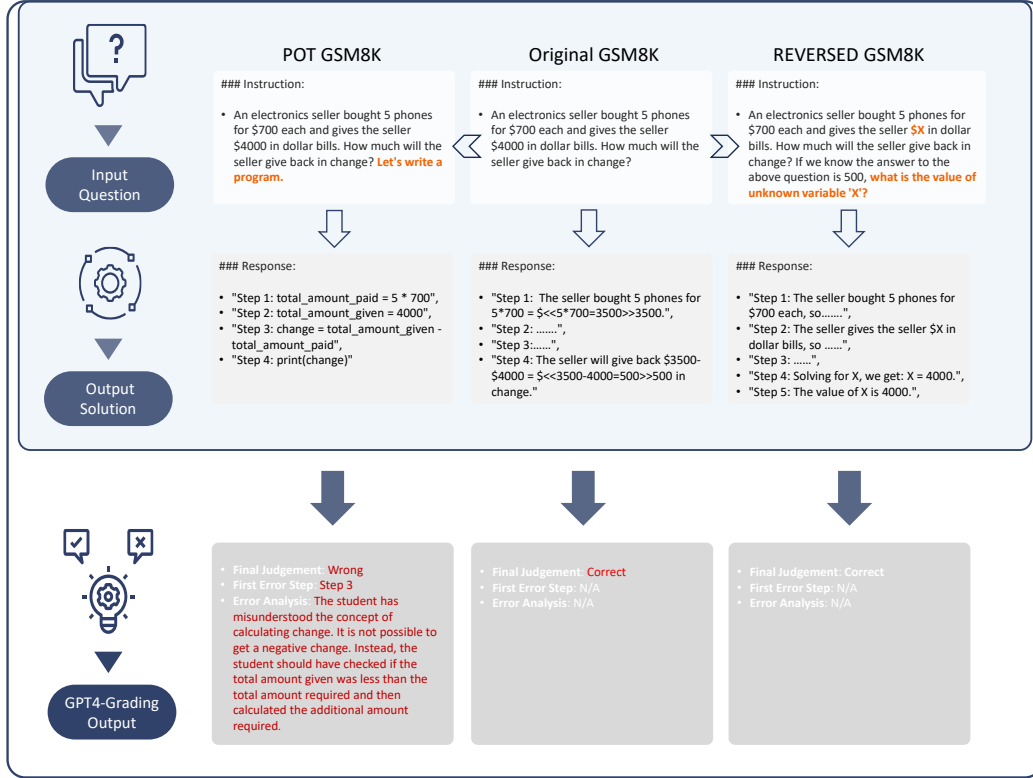 ?
Input
Question
Output
Solution
GPT4-Grading
Output
POT GSM8K
### Instruction:
• An electronics seller bought 5 phones
for $700 each and gives the seller
$4000 in dollar bills. How much will the
seller give back in change? Let's write a
program.
### Response:
• "Step 1: total_amount_paid = 5 * 700",
• "Step 2: total_amount_given = 4000",
• "Step 3: change = total_amount_given -
total_amount_paid",
• "Step 4: print(change)"
• Final Judgement: Wrong
• First Error Step: Step 3
• Error Analysis: The student has
misunderstood the concept of
calculating change. It is not possible to
get a negative change. Instead, the
student should have checked if the
total amount given was less than the
total amount required and then
calculated the additional amount
required.
Original GSM8K
### Instruction:
• An electronics seller bought 5 phones
for $700 each and gives the seller
$4000 in dollar bills. How much will the
seller give back in change?
### Response:
• "Step 1:  The seller bought 5 phones for
5*700 = $<<5*700=3500>>3500.",
• "Step 2: …….",
• "Step 3:……",
• "Step 4: The seller will give back $3500-
$4000 = $<<3500-4000=500>>500 in
change."
• Final Judgement: Correct
• First Error Step: N/A
• Error Analysis: N/A
REVERSED GSM8K
### Instruction:
• An electronics seller bought 5 phones for
$700 each and gives the seller $X in dollar
bills. How much will the seller give back in
change? If we know the answer to the
above question is 500, what is the value of
unknown variable 'X'?
### Response:
• "Step 1: The seller bought 5 phones for
$700 each, so…….",
• "Step 2: The seller gives the seller $X in
dollar bills, so ……",
• "Step 3: ……",
• "Step 4: Solving for X, we get: X = 4000.",
• "Step 5: The value of X is 4000.",
• Final Judgement: Correct
• First Error Step: N/A
• Error Analysis: N/A